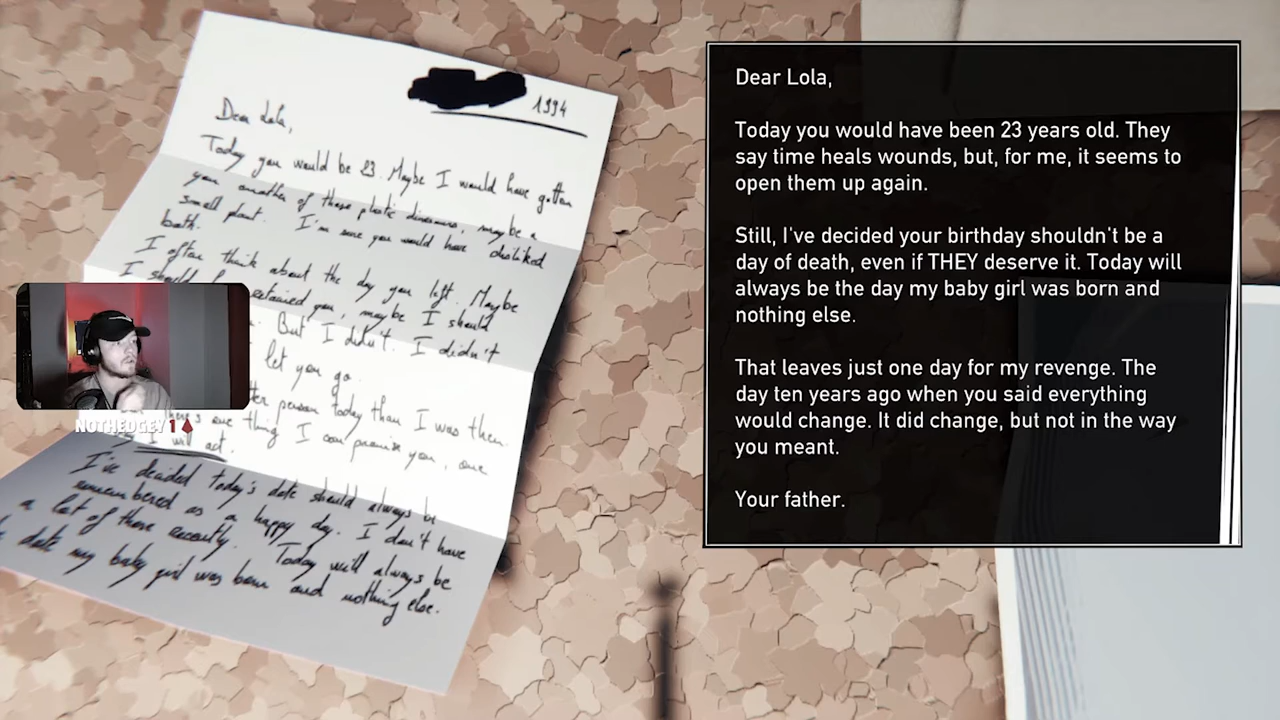 1994
Dear Lola,
Today you would be 23. Maybe I would have gotten
you another of those plastic dinosaurs, maybe a
small plant. I'm sure you would have disliked
both.
I often think about the day you left. Maybe
I should have retained you, maybe I should
But I didn't. I didn't
let you go.
person today than I was then.
there's one thing I can promise you, one
I will act.
I've decided today's date should always be
remembered as a happy day. I don't have
a lot of those recently. Today will always be
date my baby girl was born and nothing else.
NOTHEDGEY 1
Dear Lola,
Today you would have been 23 years old. They
say time heals wounds, but, for me, it seems to
open them up again.
Still, I've decided your birthday shouldn't be a
day of death, even if THEY deserve it. Today will
always be the day my baby girl was born and
nothing else.
That leaves just one day for my revenge. The
day ten years ago when you said everything
would change. It did change, but not in the way
you meant.
Your father.